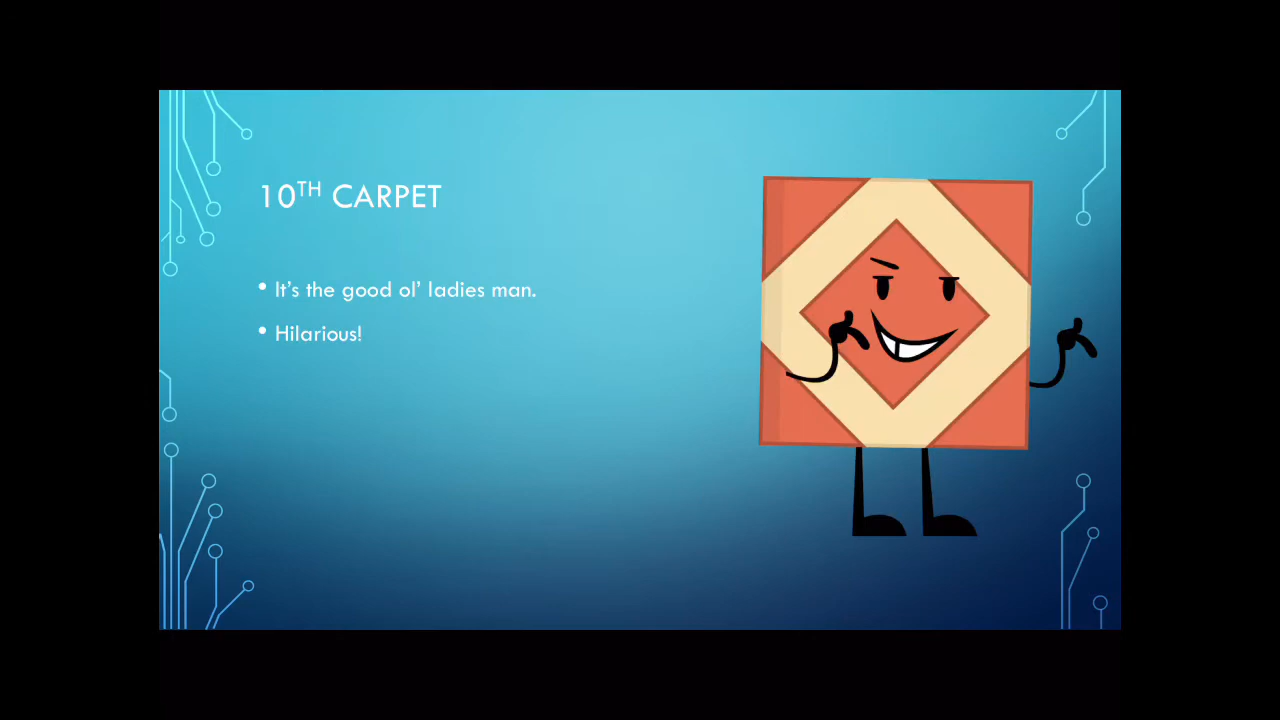 10TH CARPET
• It's the good ol' ladies man.
• Hilarious!